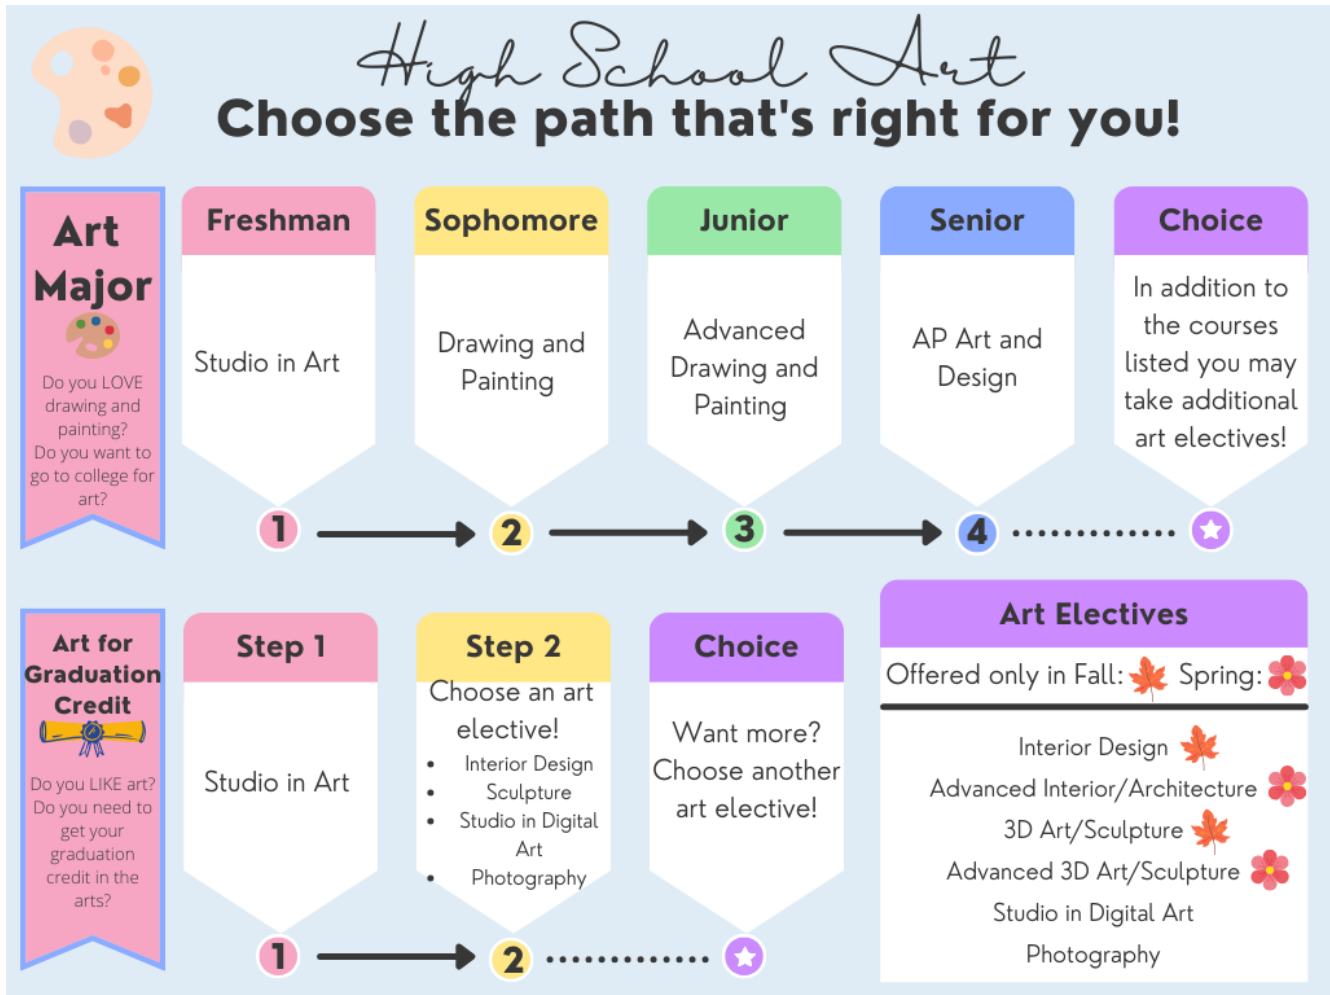 High School Art
Choose the path that's right for you!
Art
Major
Do you LOVE
drawing and
painting?
Do you want to
go to college for
art?
Freshman
Studio in Art
1
Sophomore
Drawing and
Painting
2
Junior
Advanced
Drawing and
Painting
3
Senior
AP Art and
Design
4
Choice
In addition to
the courses
listed you may
take additional
art electives!
Art for
Graduation
Credit
Do you LIKE art?
Do you need to
get your
graduation
credit in the
arts?
Step 1
Studio in Art
1
Step 2
Choose an art
elective!
• Interior Design
• Sculpture
• Studio in Digital
Art
• Photography
2
Choice
Want more?
Choose another
art elective!
Art Electives
Offered only in Fall: Spring:
Interior Design
Advanced Interior/Architecture
3D Art/Sculpture
Advanced 3D Art/Sculpture
Studio in Digital Art
Photography